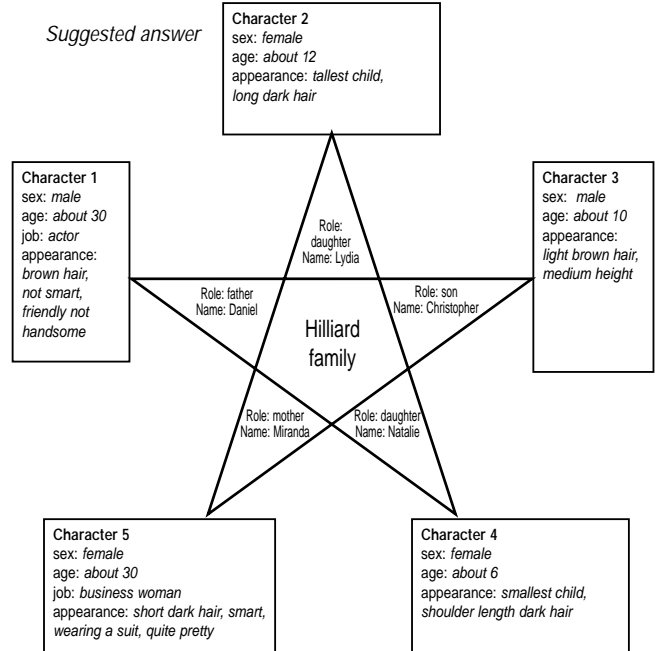 Suggested answer
Character 2
sex: female
age: about 12
appearance: tallest child,
long dark hair
Character 1
sex: male
age: about 30
job: actor
appearance:
brown hair,
not smart,
friendly not
handsome
Character 3
sex: male
age: about 10
appearance:
light brown hair,
medium height
Role:
daughter
Name: Lydia
Role: father
Name: Daniel
Role: son
Name: Christopher
Hilliard
family
Role: mother
Name: Miranda
Role: daughter
Name: Natalie
Character 5
sex: female
age: about 30
job: business woman
appearance: short dark hair, smart,
wearing a suit, quite pretty
Character 4
sex: female
age: about 6
appearance: smallest child,
shoulder length dark hair